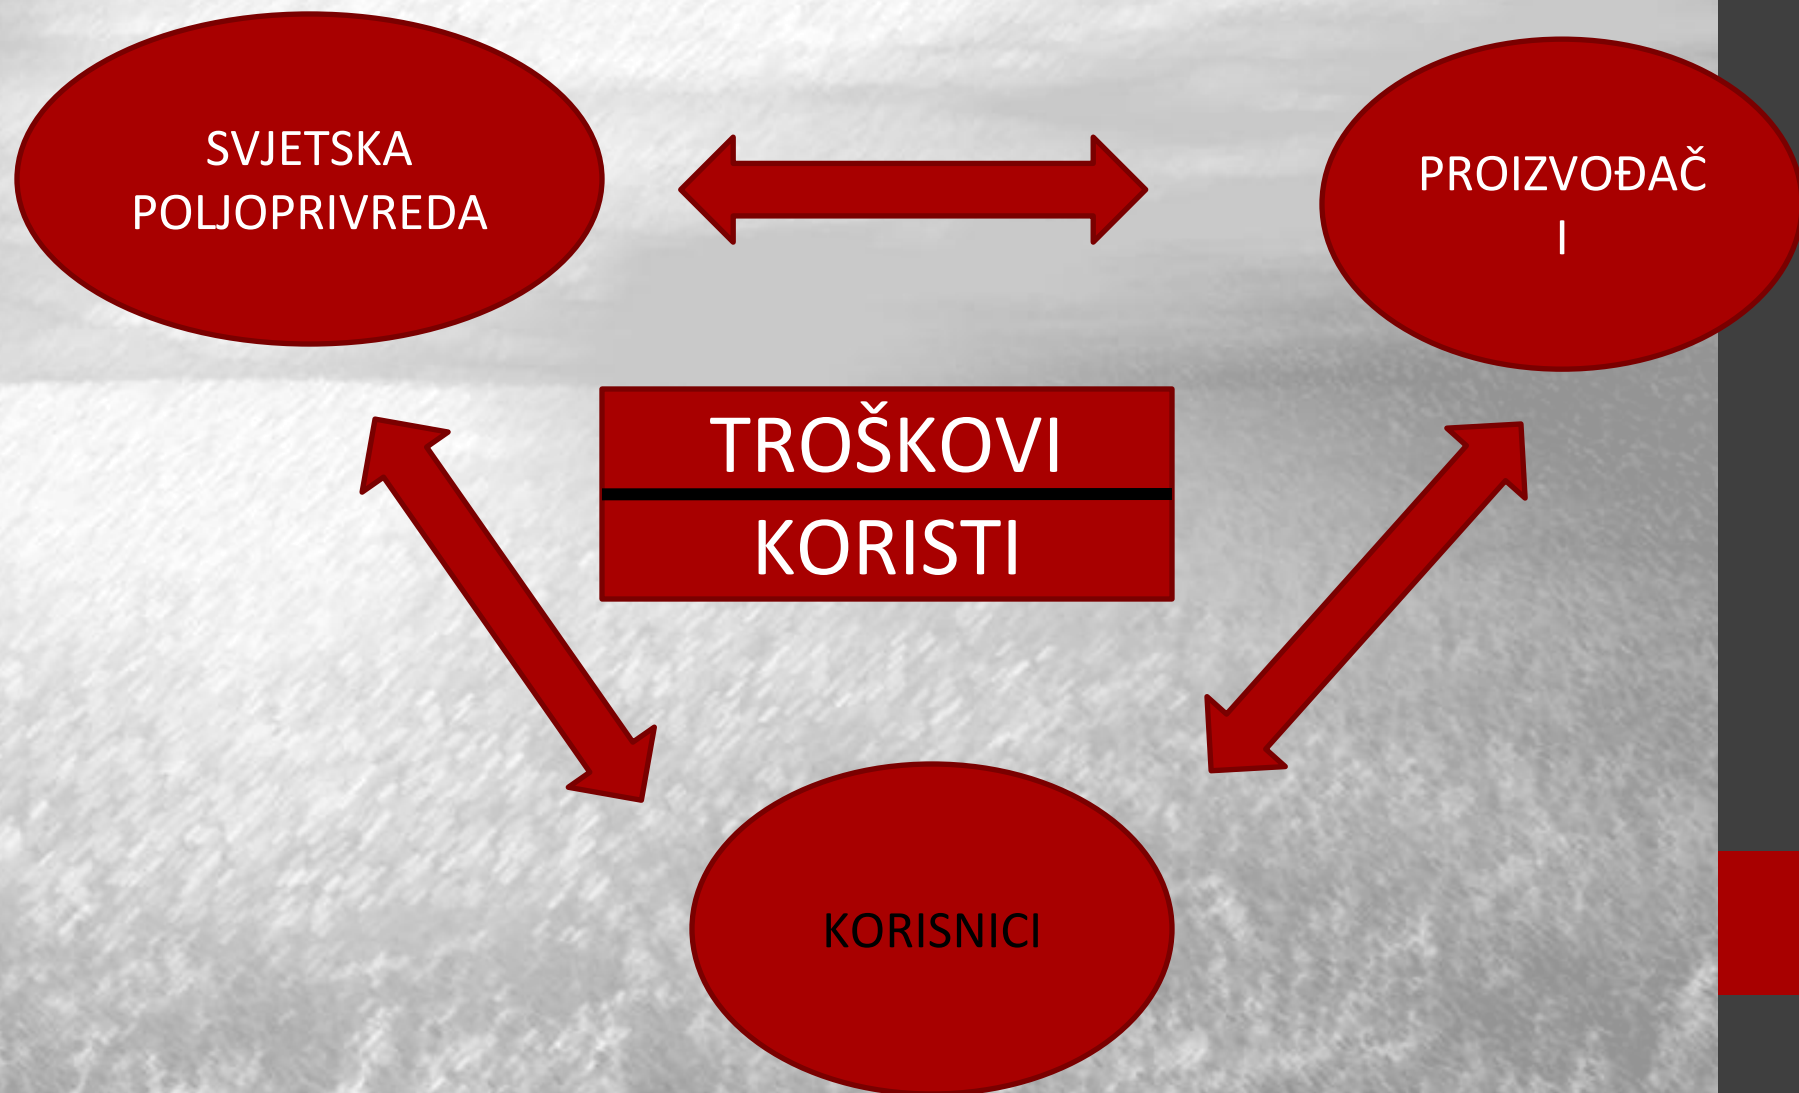 SVJETSKA
POLJOPRIVREDA
PROIZVOĐAČ
I
TROŠKOVI
KORISTI
KORISNICI